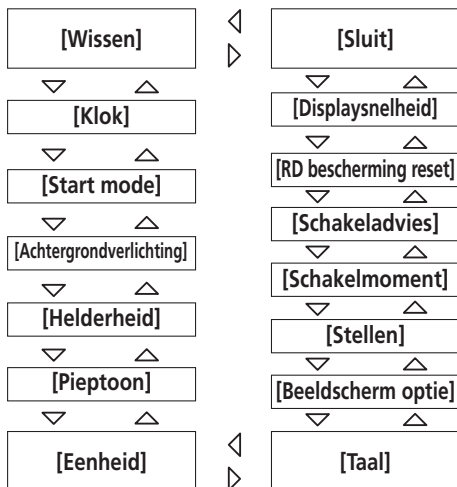 [Wissen]
[Klok]
[Start mode]
[Achtergrondverlichting]
[Helderheid]
[Pieptoon]
[Eenheid]
[Sluit]
[Displaysnelheid]
[RD bescherming reset]
[Schakeladvies]
[Schakelmoment]
[Stellen]
[Beeldscherm optie]
[Taal]